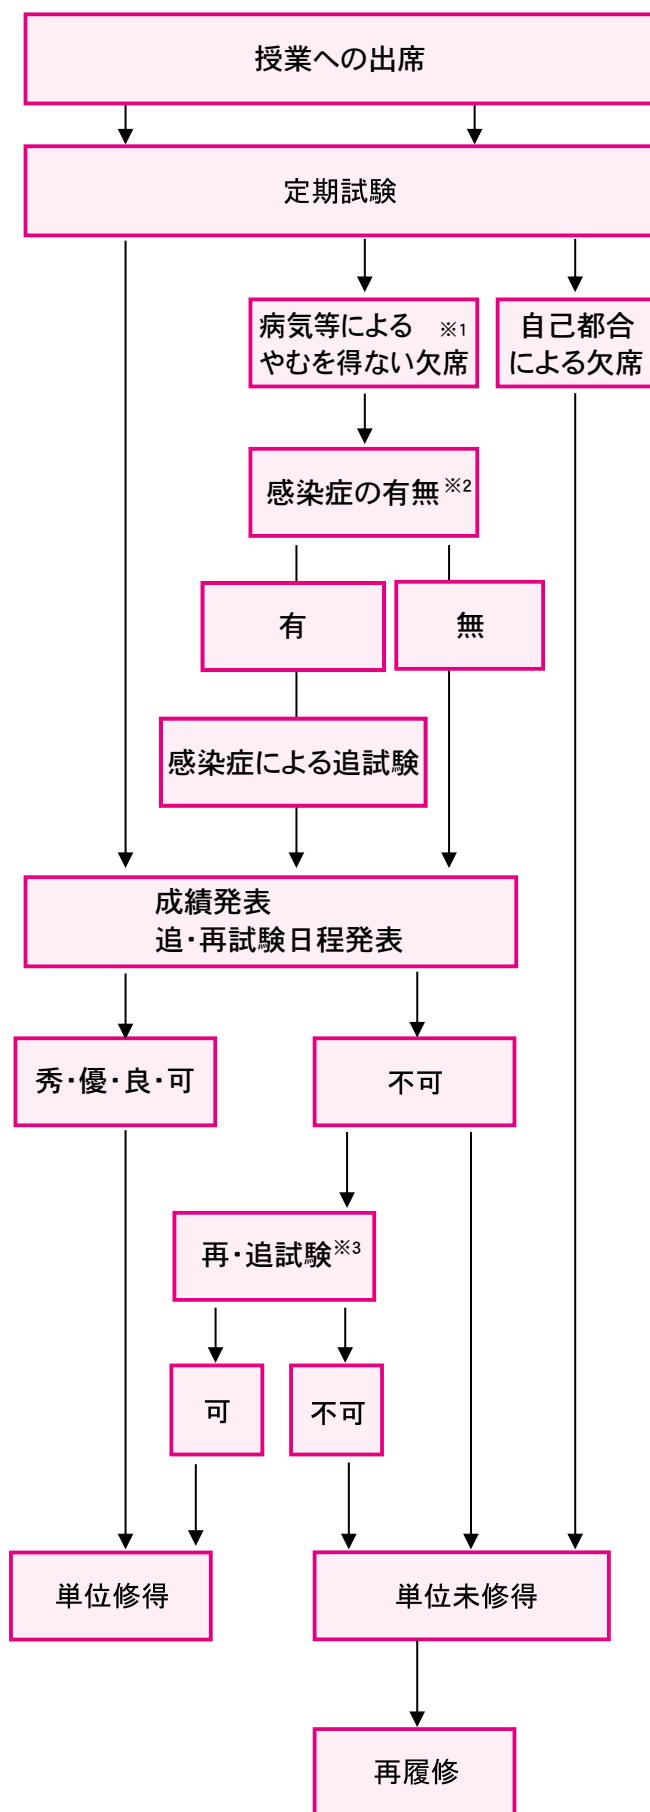 授業への出席
定期試験
病気等による ※1
やむを得ない欠席
自己都合
による欠席
感染症の有無※2
有
無
感染症による追試験
成績発表
追・再試験日程発表
秀・優・良・可
不可
再・追試験※3
可
不可
単位修得
単位未修得
再履修